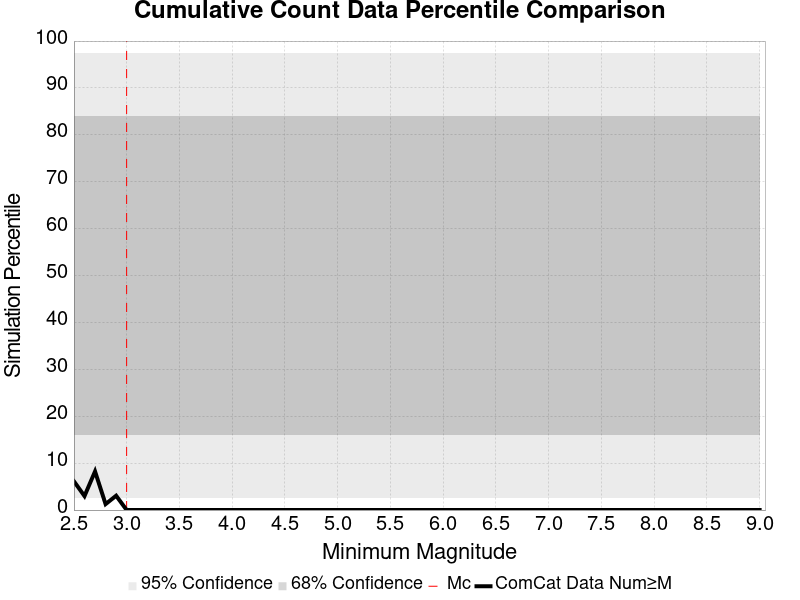 Cumulative Count Data Percentile Comparison
100
90
80
70
60
50
40
30
20
10
0
Simulation Percentile
2.5 3.0 3.5 4.0 4.5 5.0 5.5 6.0 6.5 7.0 7.5 8.0 8.5 9.0
Minimum Magnitude
95% Confidence 68% Confidence Mc ComCat Data Num≥M